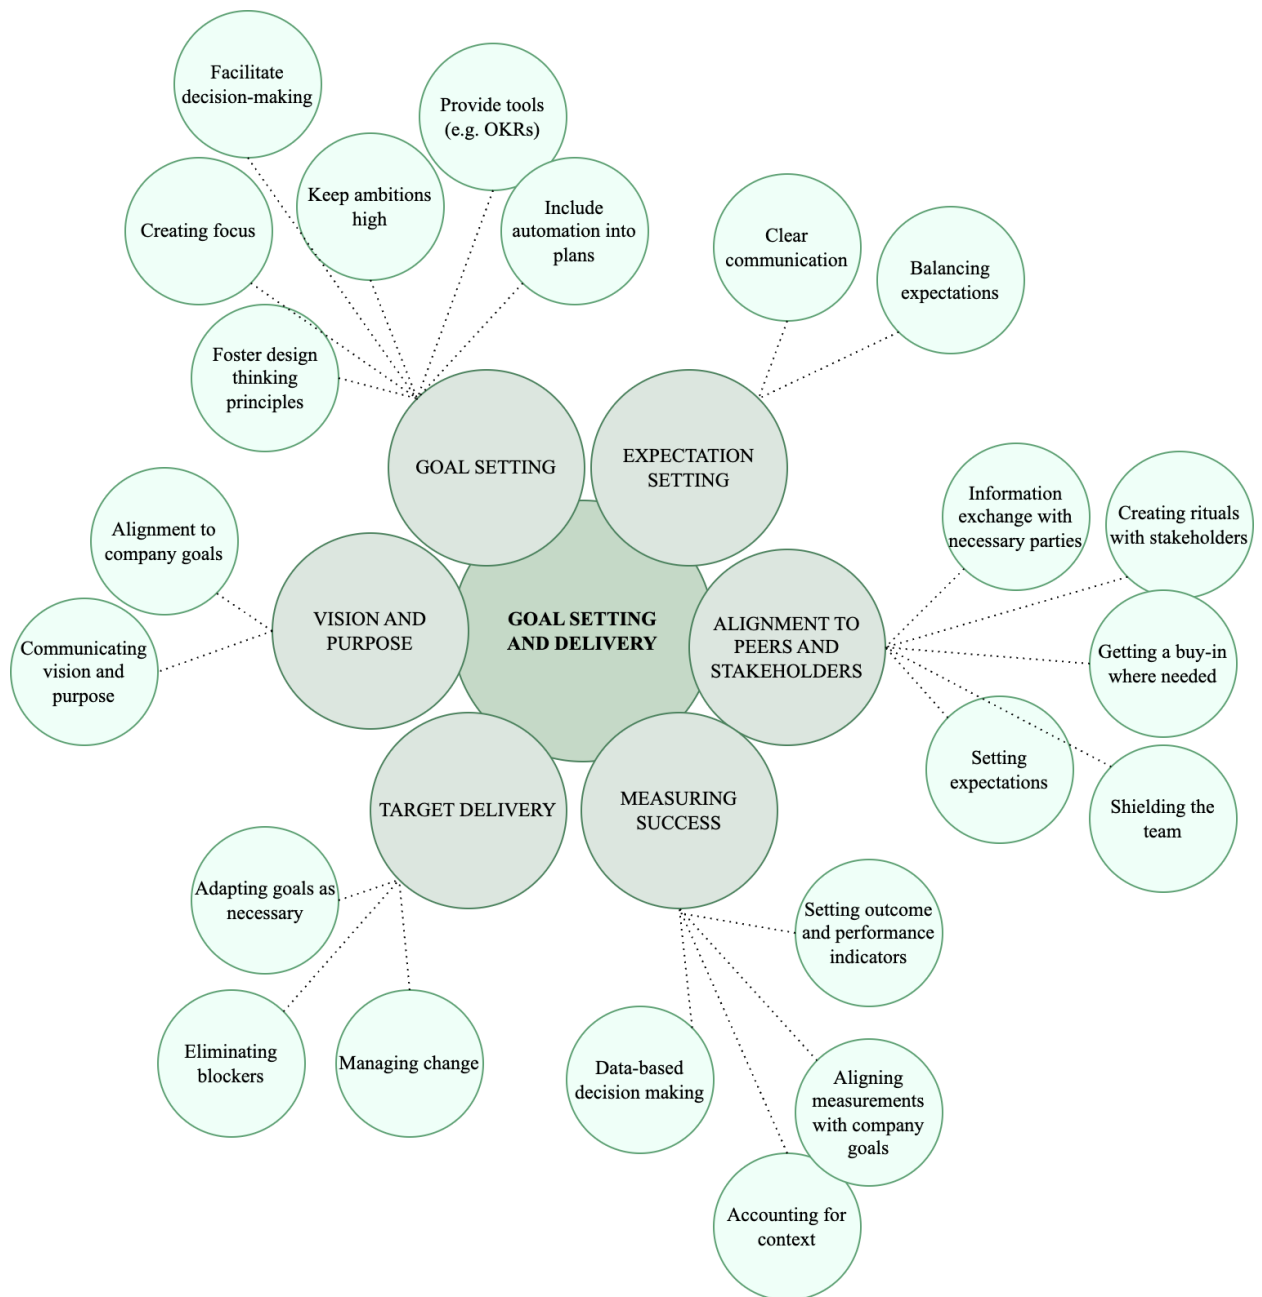 Facilitate
decision-making
Provide tools
(e.g. OKRs)
Keep ambitions
high
Creating focus
Include
automation into
plans
Foster design
thinking
principles
Clear
communication
Balancing
expectations
GOAL SETTING
EXPECTATION
SETTING
Alignment to
company goals
Communicating
vision and
purpose
VISION AND
PURPOSE
GOAL SETTING
AND DELIVERY
ALIGNMENT TO
PEERS AND
STAKEHOLDERS
Information
exchange with
necessary parties
Creating rituals
with stakeholders
Getting a buy-in
where needed
Setting
expectations
Shielding the
team
TARGET DELIVERY
MEASURING
SUCCESS
Adapting goals as
necessary
Eliminating
blockers
Managing change
Setting outcome
and performance
indicators
Data-based
decision making
Aligning
measurements
with company
goals
Accounting for
context